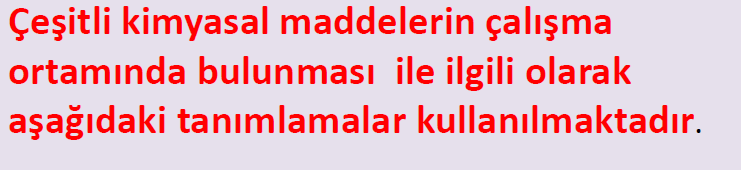 Çeşitli kimyasal maddelerin çalışma
ortamında bulunması  ile ilgili olarak
aşağıdaki tanımlamalar kullanılmaktadır.